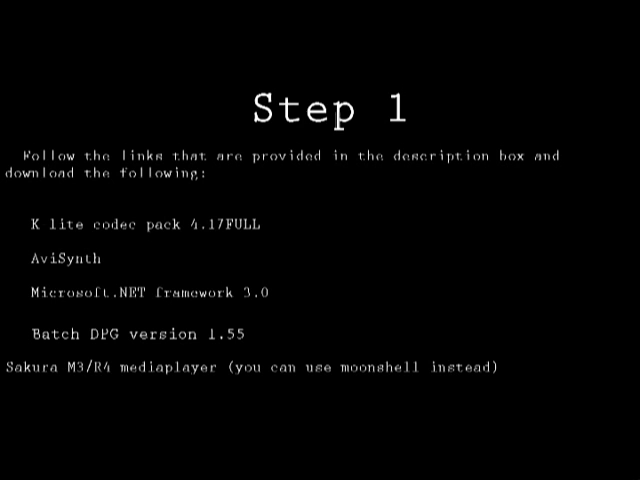 Step 1
Follow the links that are provided in the description box and
download the following:
K lite codec pack 4.17FULL
AviSynth
Microsoft.NET framework 3.0
Batch DPG version 1.55
Sakura M3/R4 mediaplayer (you can use moonshell instead)